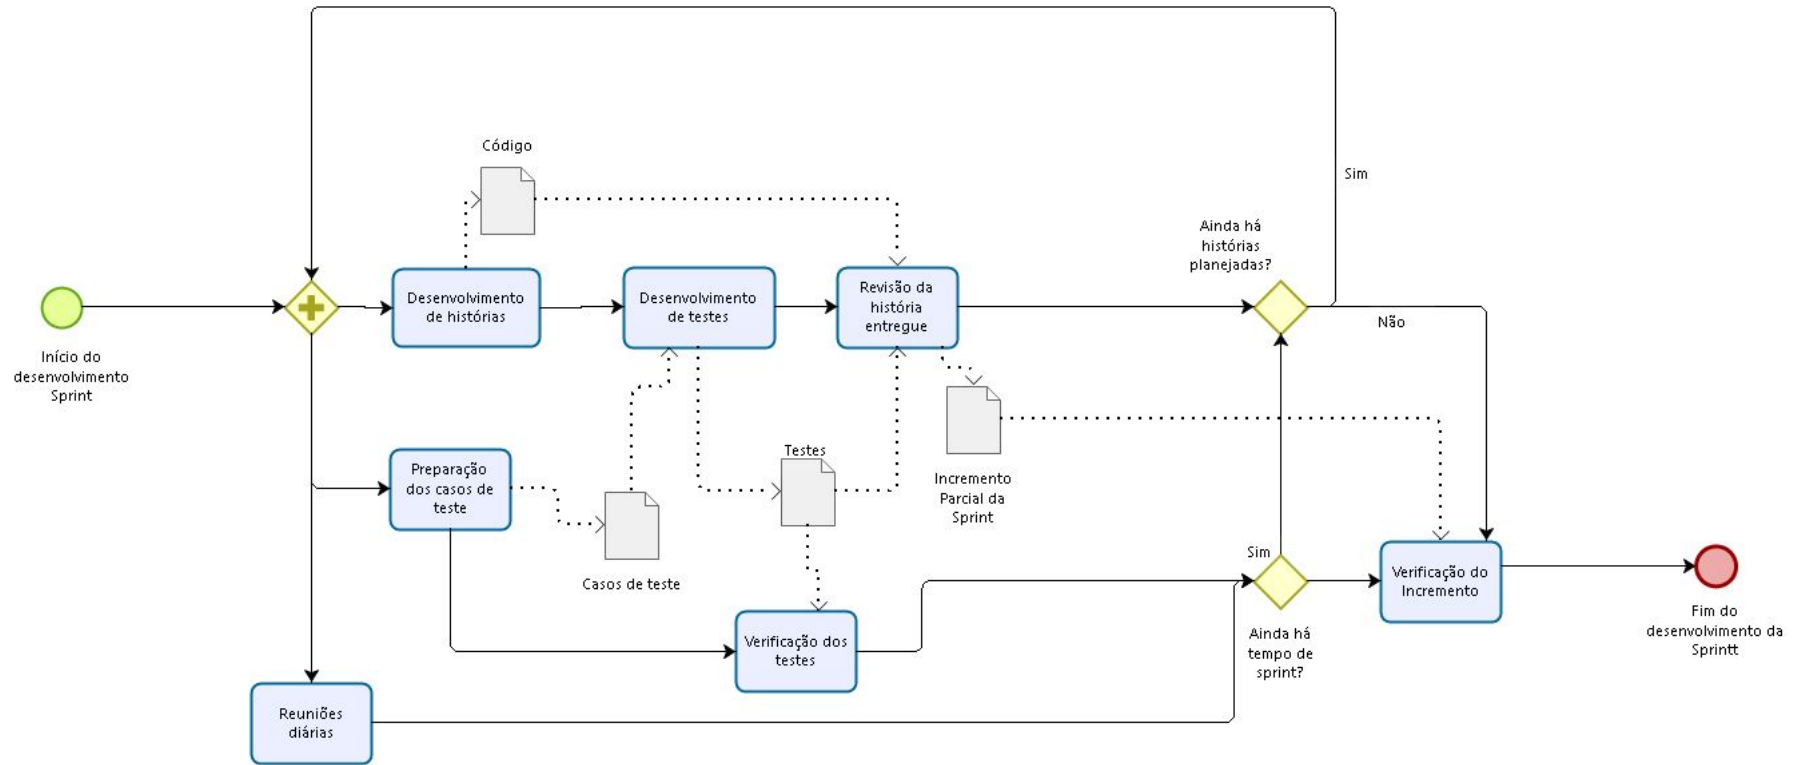 Código
Sim
Ainda há
histórias
planejadas?
Desenvolvimento
de histórias
Desenvolvimento
de testes
Revisão da
história
entregue
Não
Início do
desenvolvimento
Sprint
Preparação
dos casos de
teste
Testes
Incremento
Parcial da
Sprint
Casos de teste
Sim
Verificação do
Incremento
Verificação dos
testes
Ainda há
tempo de
sprint?
Fim do
desenvolvimento da
Sprintt
Reuniões
diárias